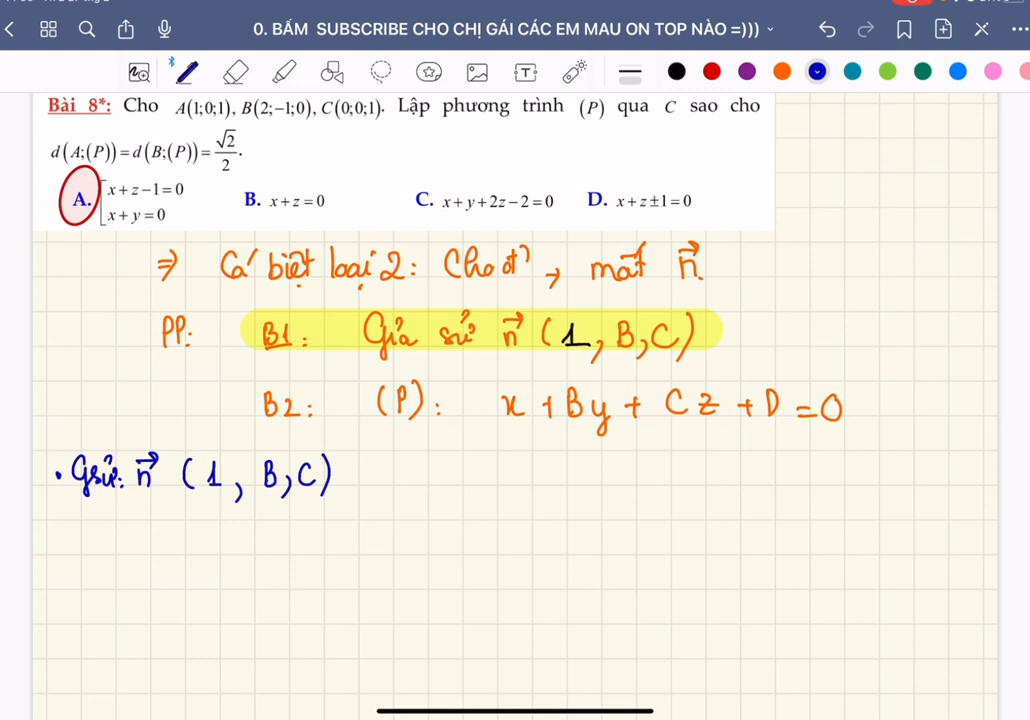 0. BẤM SUBSCRIBE CHO CHỊ GÁI CÁC EM MAU ON TOP NÀO =)))
Bài 8*: Cho A(1;0;1), B(2;−1;0), C(0;0;1). Lập phương trình (P) qua C sao cho
d(A;(P)) = d(B;(P)) = √2/2.
A. [x+z−1=0 B. x+z=0 C. x+y+2z−2=0 D. x+z±1=0
x+y=0
⇒ Cá biệt loại 2: Cho đ', → mất n⃗.
PP: B1: Giả sử n⃗ (1, B, C)
B2: (P): x + By + Cz + D = 0
• Gsử: n⃗ (1, B, C)